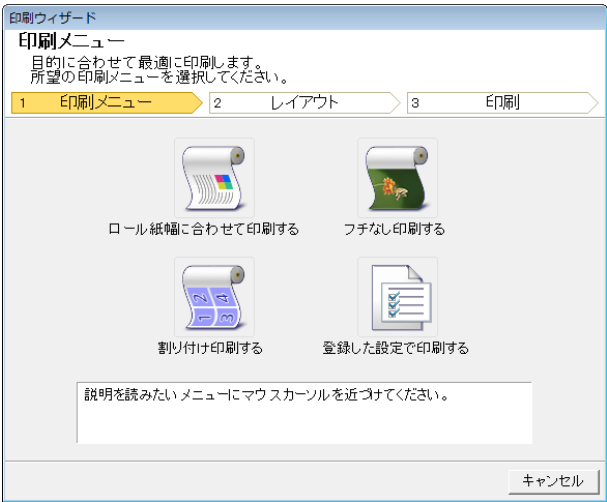 印刷ウィザード
印刷メニュー
目的に合わせて最適に印刷します。
所望の印刷メニューを選択してください。
1 印刷メニュー 2 レイアウト 3 印刷
ロール紙幅に合わせて印刷する フチなし印刷する
1 2 3 4
割り付け印刷する 登録した設定で印刷する
説明を読みたいメニューにマウスカーソルを近づけてください。
キャンセル